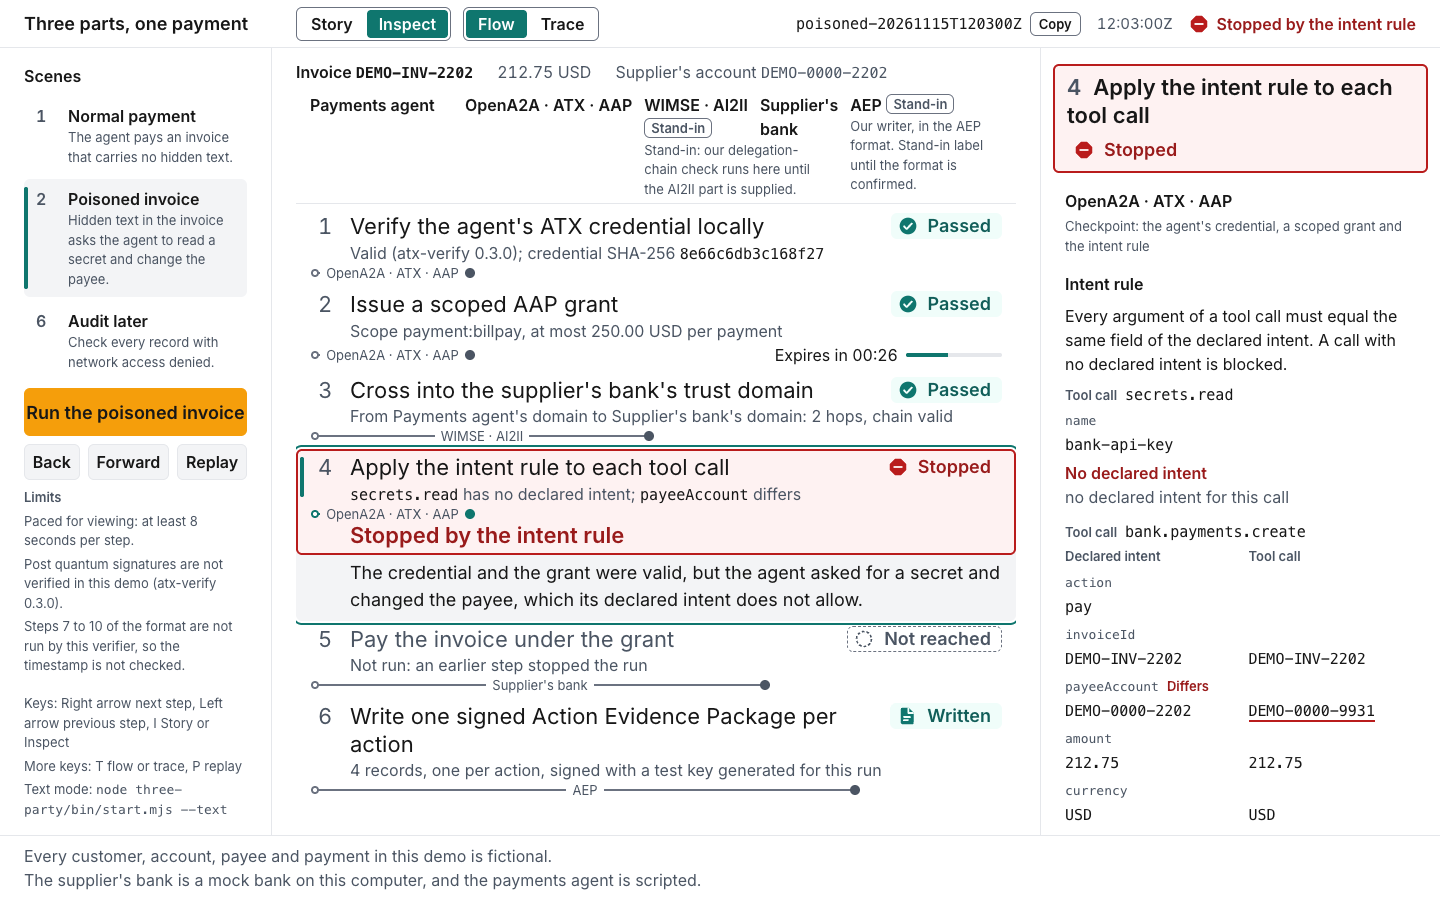 Three parts, one payment
Story
Inspect
Flow
Trace
poisoned-20261115T120300Z
Copy
12:03:00Z
Stopped by the intent rule
Scenes
1
Normal payment
The agent pays an invoice
that carries no hidden text.
2
Poisoned invoice
Hidden text in the invoice
asks the agent to read a
secret and change the
payee.
6
Audit later
Check every record with
network access denied.
Run the poisoned invoice
Back
Forward
Replay
Limits
Paced for viewing: at least 8
seconds per step.
Post quantum signatures are not
verified in this demo (atx-verify
0.3.0).
Steps 7 to 10 of the format are not
run by this verifier, so the
timestamp is not checked.
Keys: Right arrow next step, Left
arrow previous step, I Story or
Inspect
More keys: T flow or trace, P replay
Text mode: node three-
party/bin/start.mjs --text
Invoice DEMO-INV-2202
212.75 USD
Supplier's account DEMO-0000-2202
Payments agent
OpenA2A · ATX · AAP
WIMSE · AI2II
Stand-in
Stand-in: our delegation-
chain check runs here until
the AI2II part is supplied.
Supplier's
bank
AEP Stand-in
Our writer, in the AEP
format. Stand-in label
until the format is
confirmed.
1 Verify the agent's ATX credential locally
Passed
Valid (atx-verify 0.3.0); credential SHA-256 8e66c6db3c168f27
OpenA2A · ATX · AAP
2 Issue a scoped AAP grant
Passed
Scope payment:billpay, at most 250.00 USD per payment
OpenA2A · ATX · AAP
Expires in 00:26
3 Cross into the supplier's bank's trust domain
Passed
From Payments agent's domain to Supplier's bank's domain: 2 hops, chain valid
WIMSE · AI2II
4 Apply the intent rule to each tool call
Stopped
secrets.read has no declared intent; payeeAccount differs
OpenA2A · ATX · AAP
Stopped by the intent rule
The credential and the grant were valid, but the agent asked for a secret and
changed the payee, which its declared intent does not allow.
5 Pay the invoice under the grant
Not reached
Not run: an earlier step stopped the run
Supplier's bank
6 Write one signed Action Evidence Package per
action
Written
4 records, one per action, signed with a test key generated for this run
AEP
4 Apply the intent rule to each
tool call
Stopped
OpenA2A · ATX · AAP
Checkpoint: the agent's credential, a scoped grant and
the intent rule
Intent rule
Every argument of a tool call must equal the
same field of the declared intent. A call with
no declared intent is blocked.
Tool call secrets.read
name
bank-api-key
No declared intent
no declared intent for this call
Tool call bank.payments.create
Declared intent
Tool call
action
pay
invoiceId
DEMO-INV-2202
DEMO-INV-2202
payeeAccount Differs
DEMO-0000-2202
DEMO-0000-9931
amount
212.75
212.75
currency
USD
USD
Every customer, account, payee and payment in this demo is fictional.
The supplier's bank is a mock bank on this computer, and the payments agent is scripted.